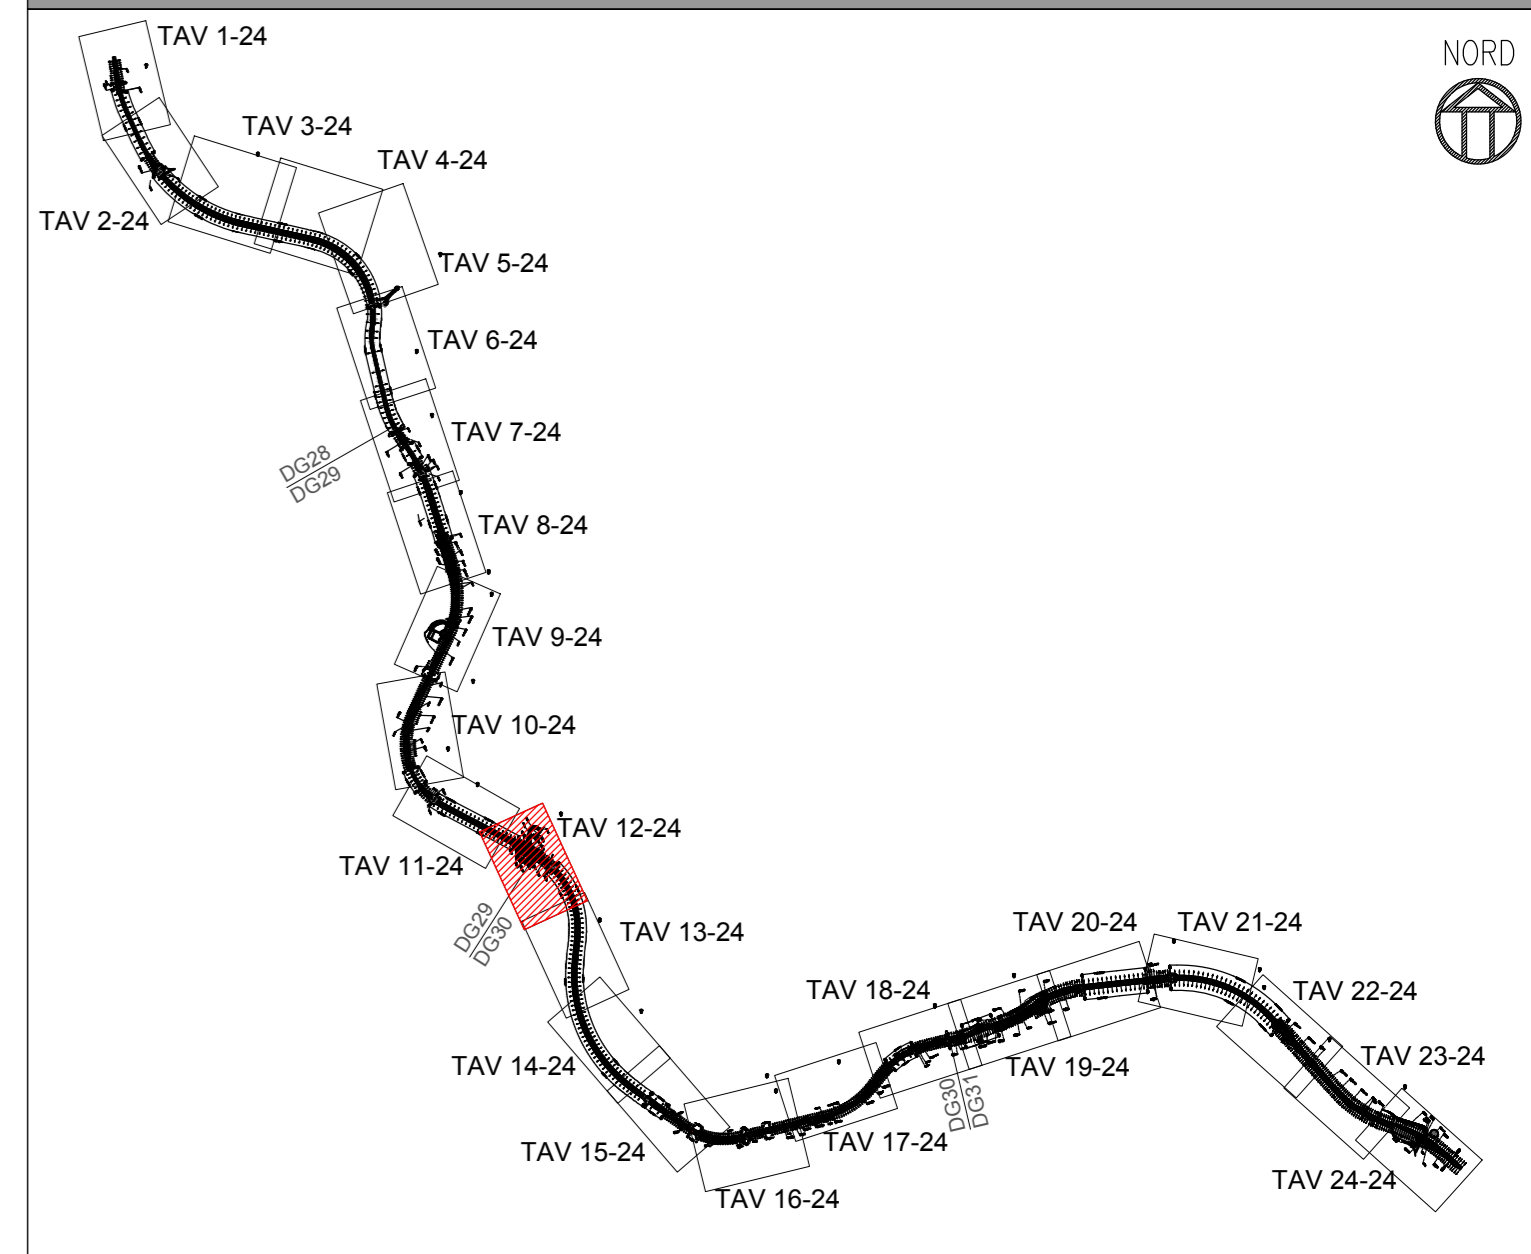 TAV 1-24
NORD
TAV 3-24
TAV 4-24
TAV 2-24
TAV 5-24
TAV 6-24
TAV 7-24
DG28
DG29
TAV 8-24
TAV 9-24
TAV 10-24
TAV 12-24
TAV 11-24
DG29
DG30
TAV 13-24
TAV 20-24
TAV 21-24
TAV 18-24
TAV 22-24
TAV 14-24
TAV 19-24
TAV 23-24
DG30
DG31
TAV 15-24
TAV 17-24
TAV 24-24
TAV 16-24